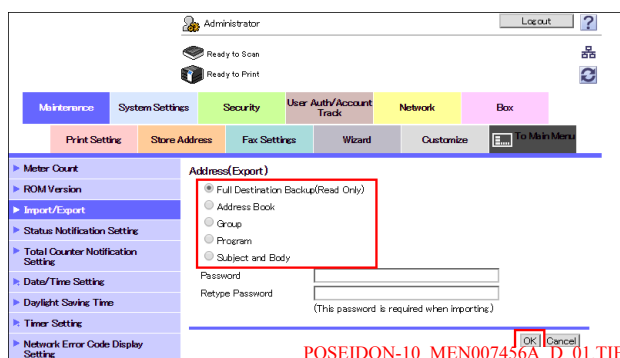 Administrator
Logout
?
Ready to Scan
Ready to Print
Maintenance
System Settings
Security
User Auth/Account
Track
Network
Box
Print Setting
Store Address
Fax Settings
Wizard
Customize
To Main Menu
Meter Count
ROM Version
Import/Export
Status Notification Setting
Total Counter Notification
Setting
Date/Time Setting
Daylight Saving Time
Timer Setting
Network Error Code Display
Setting
Address(Export)
Full Destination Backup(Read Only)
Address Book
Group
Program
Subject and Body
Password
Retype Password
(This password is required when importing.)
OK
Cancel
POSEIDON-10_MEN007456A_D_01 TIF